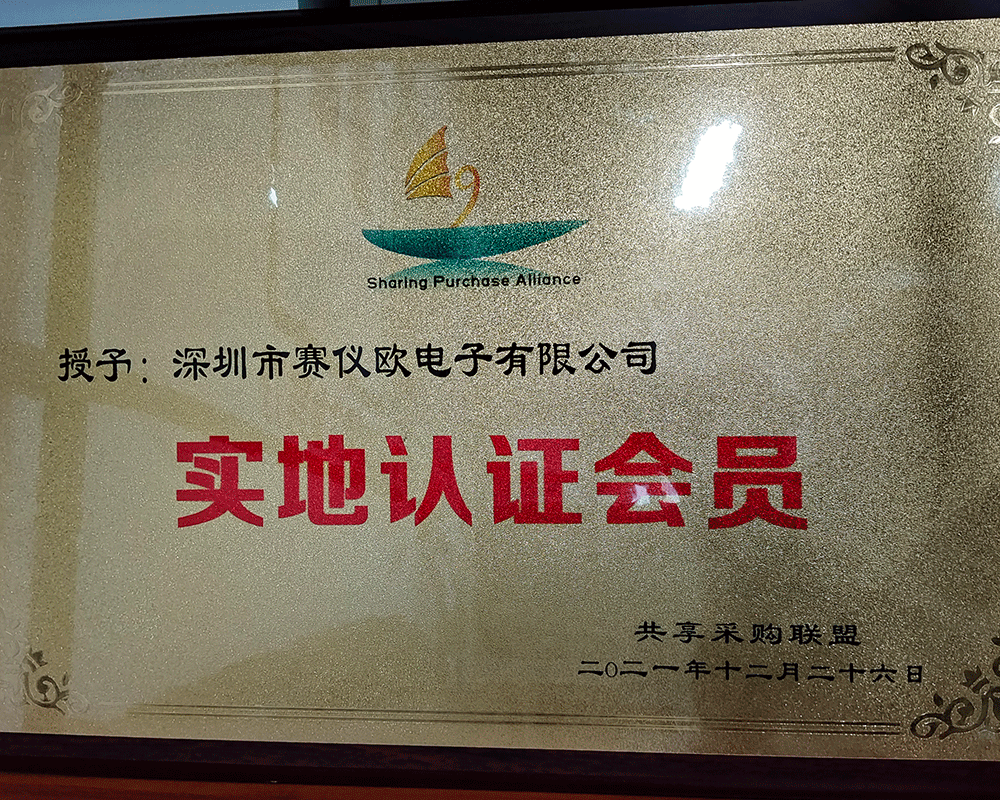 Sharing Purchase Alliance
授予：深圳市赛仪欧电子有限公司
实地认证会员
共享采购联盟
二〇二一年十二月二十六日